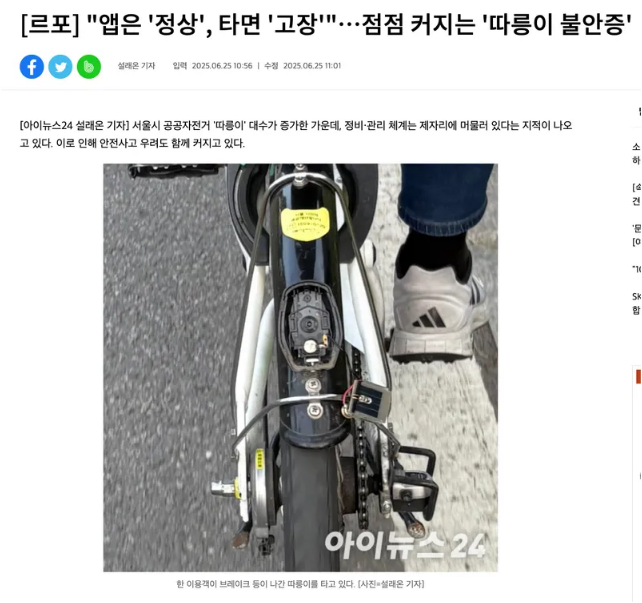 [르포] "앱은 '정상', 타면 '고장'"…점점 커지는 '따릉이 불안증'
설래온 기자 입력 2025.06.25 10:56 | 수정 2025.06.25 11:01
[아이뉴스24 설래온 기자] 서울시 공공자전거 '따릉이' 대수가 증가한 가운데, 정비·관리 체계는 제자리에 머물러 있다는 지적이 나오
고 있다. 이로 인해 안전사고 우려도 함께 커지고 있다.
아이뉴스24
한 이용객이 브레이크 등이 나간 따릉이를 타고 있다. [사진=설래온 기자]
소
하
견
"1
SK
합